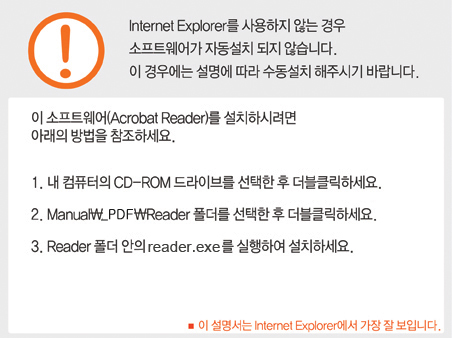 Internet Explorer를 사용하지 않는 경우
소프트웨어가 자동설치 되지 않습니다.
이 경우에는 설명에 따라 수동설치 해주시기 바랍니다.
이 소프트웨어(Acrobat Reader)를 설치하시려면
아래의 방법을 참조하세요.
1. 내 컴퓨터의 CD-ROM 드라이브를 선택한 후 더블클릭하세요.
2. Manual₩_PDF₩Reader 폴더를 선택한 후 더블클릭하세요.
3. Reader 폴더 안의 reader.exe를 실행하여 설치하세요.
■ 이 설명서는 Internet Explorer에서 가장 잘 보입니다.